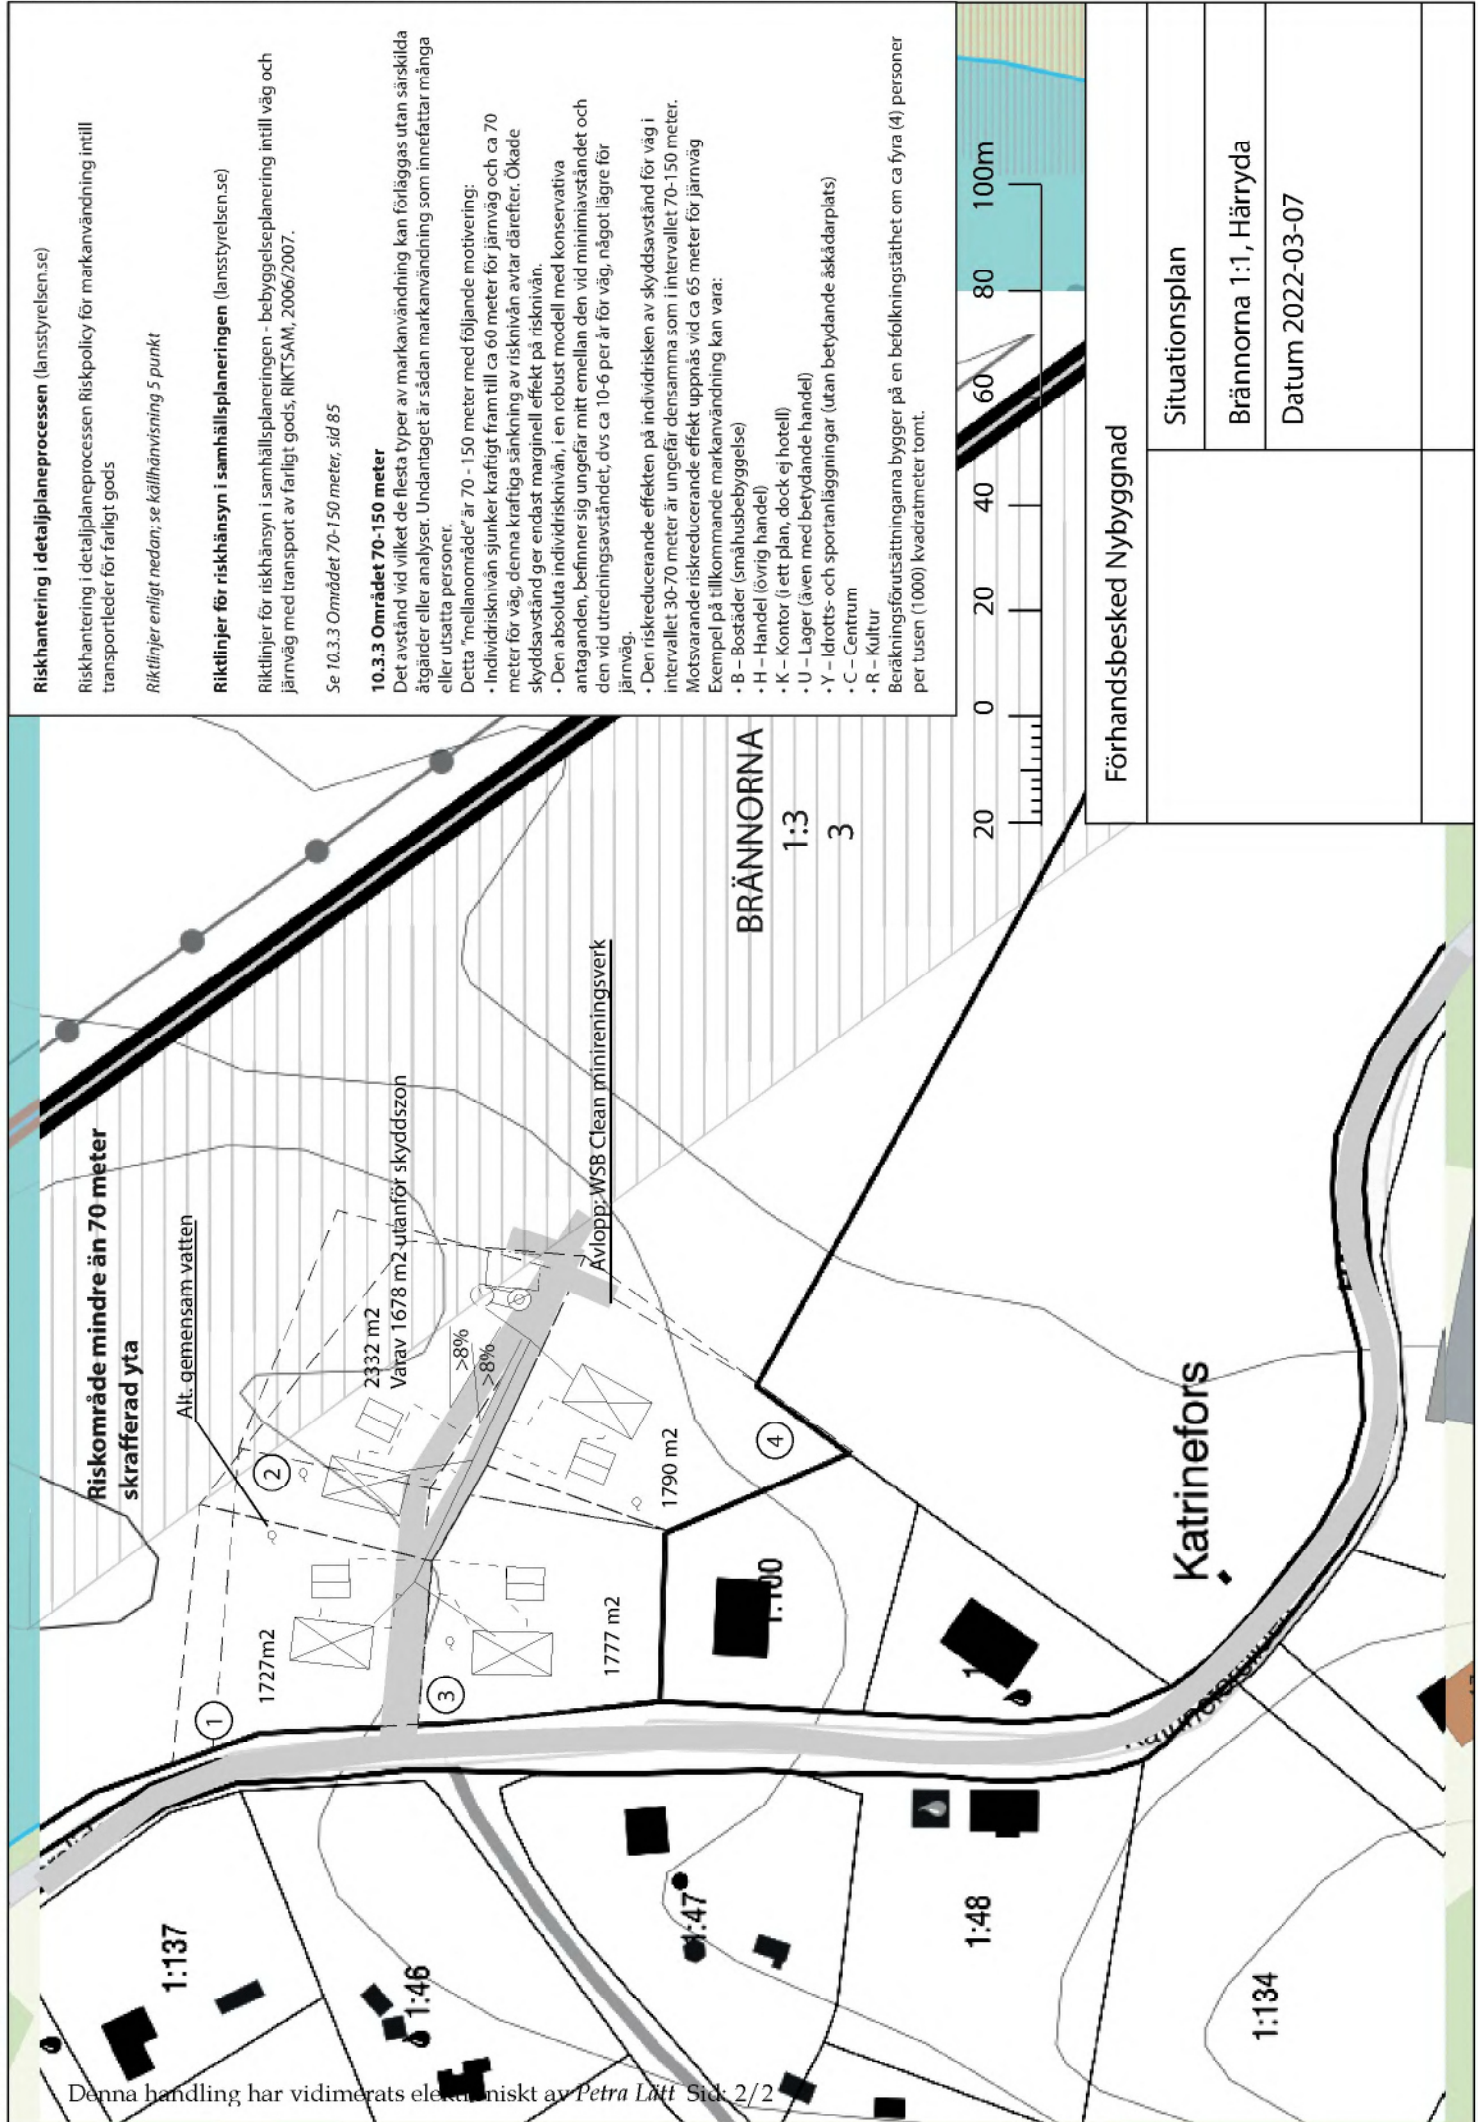 Riskhantering i detaljplaneprocessen (lansstyrelsen.se)
Riskhantering i detaljplaneprocessen Riskpolicy för markanvändning intill
transportleder för farligt gods
Riktlinjer enligt nedan; se källhänvisning 5 punkt
Riktlinjer för riskhänsyn i samhällsplaneringen (lansstyrelsen.se)
Riktlinjer för riskhänsyn i samhällsplaneringen - bebyggelseplanering intill väg och
järnväg med transport av farligt gods, RIKTSAM, 2006/2007.
Se 10.3.3 Området 70-150 meter, sid 85
10.3.3 Området 70-150 meter
Det avstånd vid vilket de flesta typer av markanvändning kan förläggas utan särskilda
åtgärder eller analyser. Undantaget är sådan markanvändning som innefattar många
eller utsatta personer.
Detta "mellanområde" är 70 - 150 meter med följande motivering:
• Individrisknivån sjunker kraftigt fram till ca 60 meter för järnväg och ca 70
meter för väg, denna kraftiga sänkning av risknivån avtar därefter. Ökade
skyddsavstånd ger endast marginell effekt på risknivån.
• Den absoluta individrisknivån, i en robust modell med konservativa
antaganden, befinner sig ungefär mitt emellan den vid minimiavståndet och
den vid utredningsavståndet, dvs ca 10-6 per år för väg, något lägre för
järnväg.
• Den riskreducerande effekten på individrisken av skyddsavstånd för väg i
intervallet 30-70 meter är ungefär densamma som i intervallet 70-150 meter.
Motsvarande riskreducerande effekt uppnås vid ca 65 meter för järnväg
Exempel på tillkommande markanvändning kan vara:
• B – Bostäder (småhusbebyggelse)
• H – Handel (övrig handel)
• K – Kontor (i ett plan, dock ej hotell)
• U – Lager (även med betydande handel)
• Y – Idrotts- och sportanläggningar (utan betydande åskådarplats)
• C – Centrum
• R – Kultur
Beräkningsförutsättningarna bygger på en befolkningstäthet om ca fyra (4) personer
per tusen (1000) kvadratmeter tomt.
20 0 20 40 60 80 100m
Förhandsbesked Nybyggnad
Situationsplan
Brännorna 1:1, Härryda
Datum 2022-03-07
BRÄNNORNA
1:3
3
Riskområde mindre än 70 meter
skrafferad yta
Alt. gemensam vatten
2332 m2
Varav 1678 m2 utanför skyddszon
>8%
>8%
Avlopp: WSB Clean minireningsverk
1
2
3
4
1727m2
1777 m2
1790 m2
1:100
Katrinefors
1:137
1:46
1:47
1:48
1:134
Denna handling har vidimerats elektroniskt av Petra Lätt Sid: 2/2